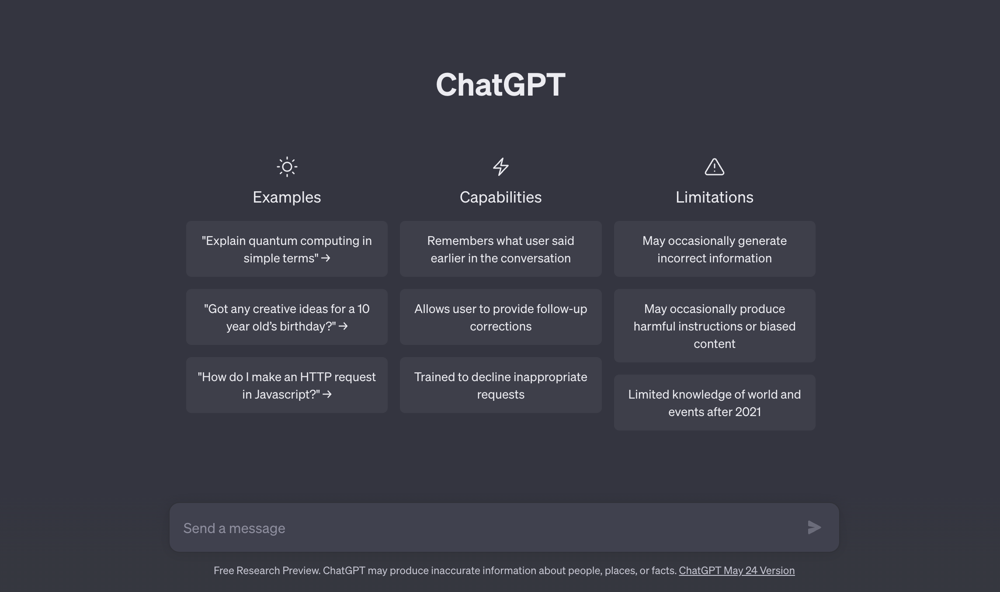 ChatGPT
Examples
"Explain quantum computing in
simple terms" →
"Got any creative ideas for a 10
year old’s birthday?" →
"How do I make an HTTP request
in Javascript?" →
Capabilities
Remembers what user said
earlier in the conversation
Allows user to provide follow-up
corrections
Trained to decline inappropriate
requests
Limitations
May occasionally generate
incorrect information
May occasionally produce
harmful instructions or biased
content
Limited knowledge of world and
events after 2021
Send a message
Free Research Preview. ChatGPT may produce inaccurate information about people, places, or facts. ChatGPT May 24 Version